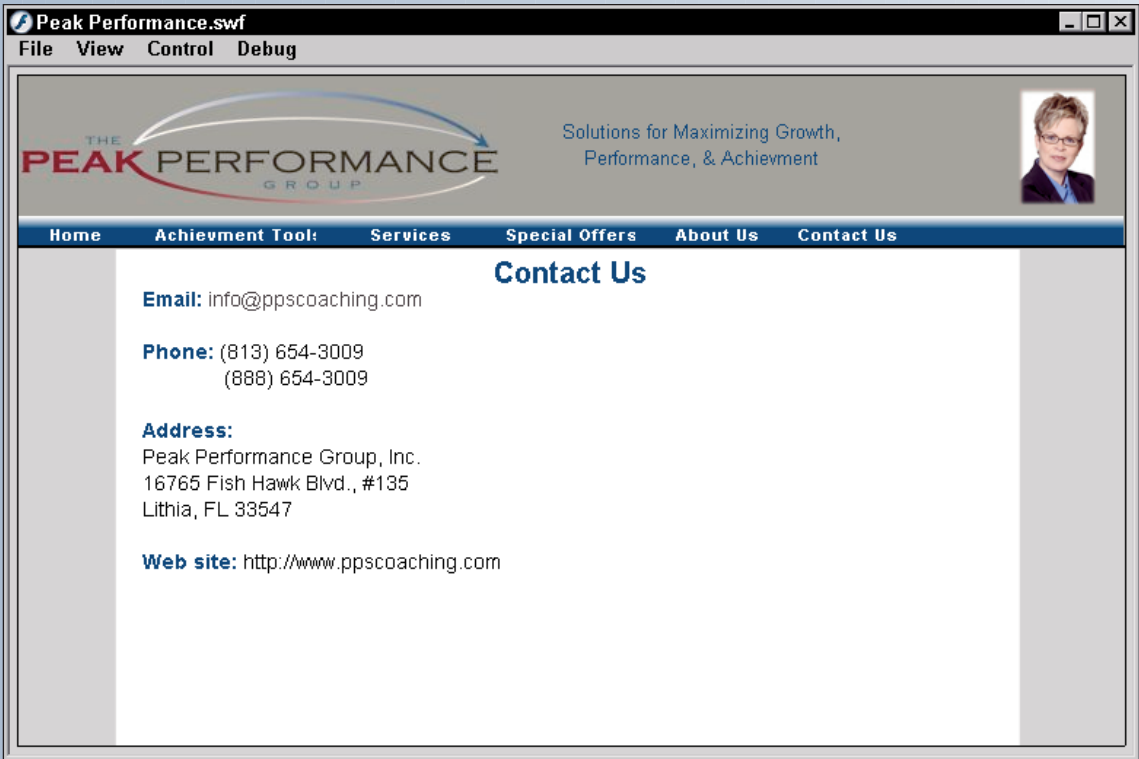 Peak Performance.swf
File View Control Debug
THE
PEAK PERFORMANCE
GROUP
Solutions for Maximizing Growth,
Performance, & Achievment
Home Achievment Tools Services Special Offers About Us Contact Us
Contact Us
Email: info@ppscoaching.com
Phone: (813) 654-3009
(888) 654-3009
Address:
Peak Performance Group, Inc.
16765 Fish Hawk Blvd., #135
Lithia, FL 33547
Web site: http://www.ppscoaching.com